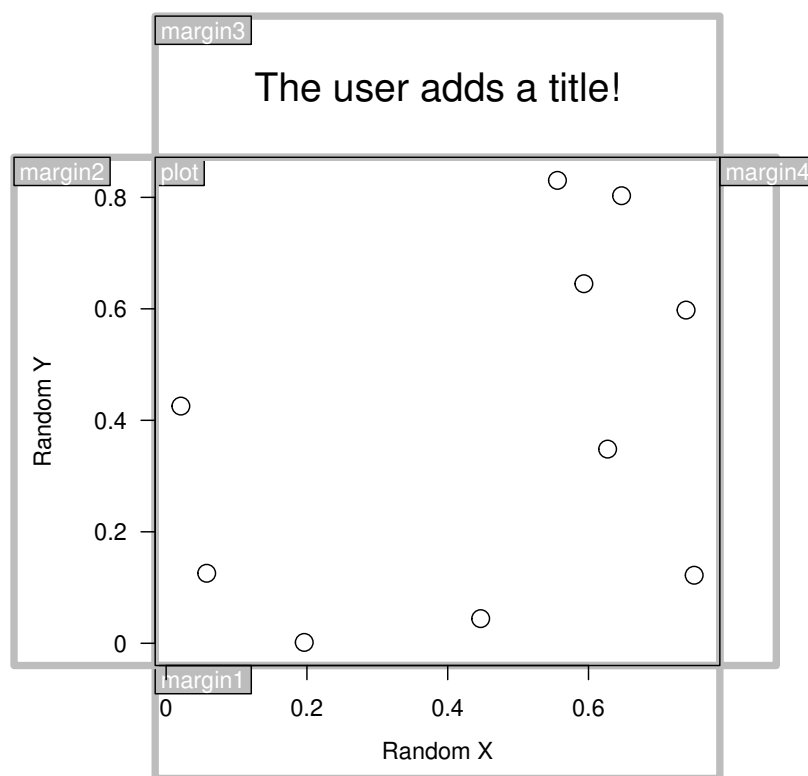 margin3
The user adds a title!
margin2
plot
margin4
0.8
0.6
Random Y
0.4
0.2
0
margin1
0
0.2
0.4
0.6
Random X